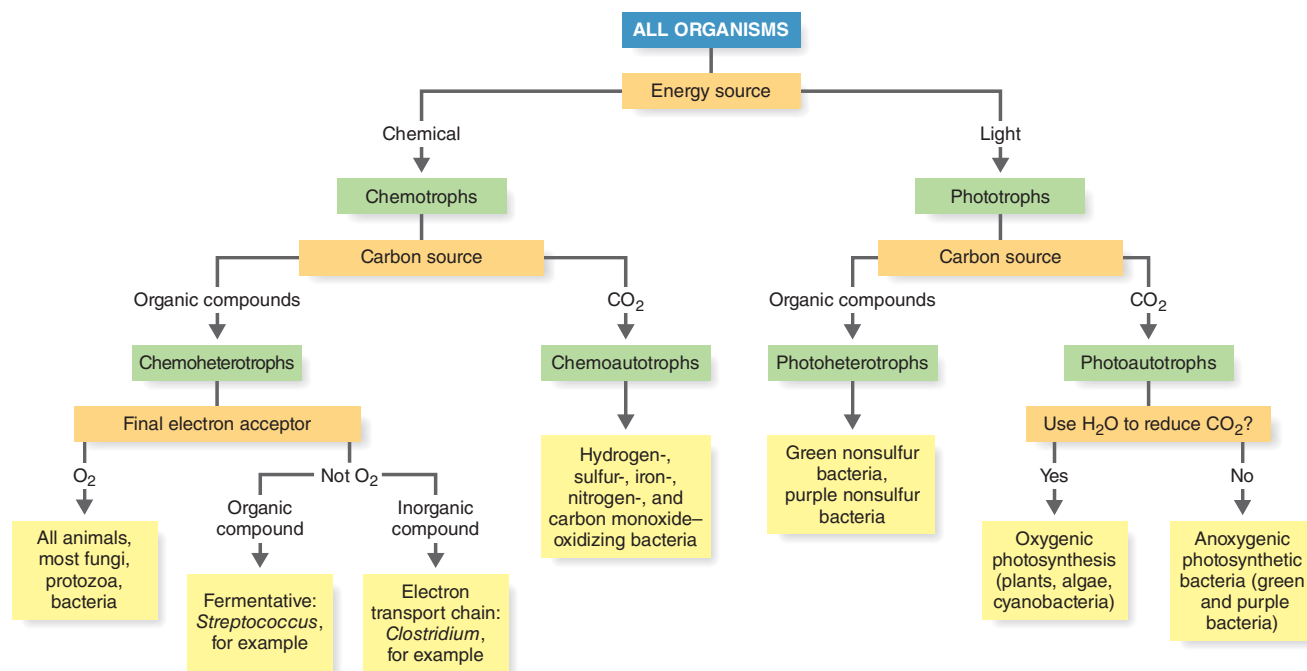 ALL ORGANISMS
Energy source
Chemical
Light
Chemotrophs
Phototrophs
Carbon source
Carbon source
Organic compounds
CO2
Organic compounds
CO2
Chemoheterotrophs
Chemoautotrophs
Photoheterotrophs
Photoautotrophs
Final electron acceptor
Use H2O to reduce CO2?
O2
Not O2
Organic
compound
Inorganic
compound
Yes
No
All animals,
most fungi,
protozoa,
bacteria
Fermentative:
Streptococcus,
for example
Electron
transport chain:
Clostridium,
for example
Hydrogen-,
sulfur-, iron-,
nitrogen-, and
carbon monoxide–
oxidizing bacteria
Green nonsulfur
bacteria,
purple nonsulfur
bacteria
Oxygenic
photosynthesis
(plants, algae,
cyanobacteria)
Anoxygenic
photosynthetic
bacteria (green
and purple
bacteria)